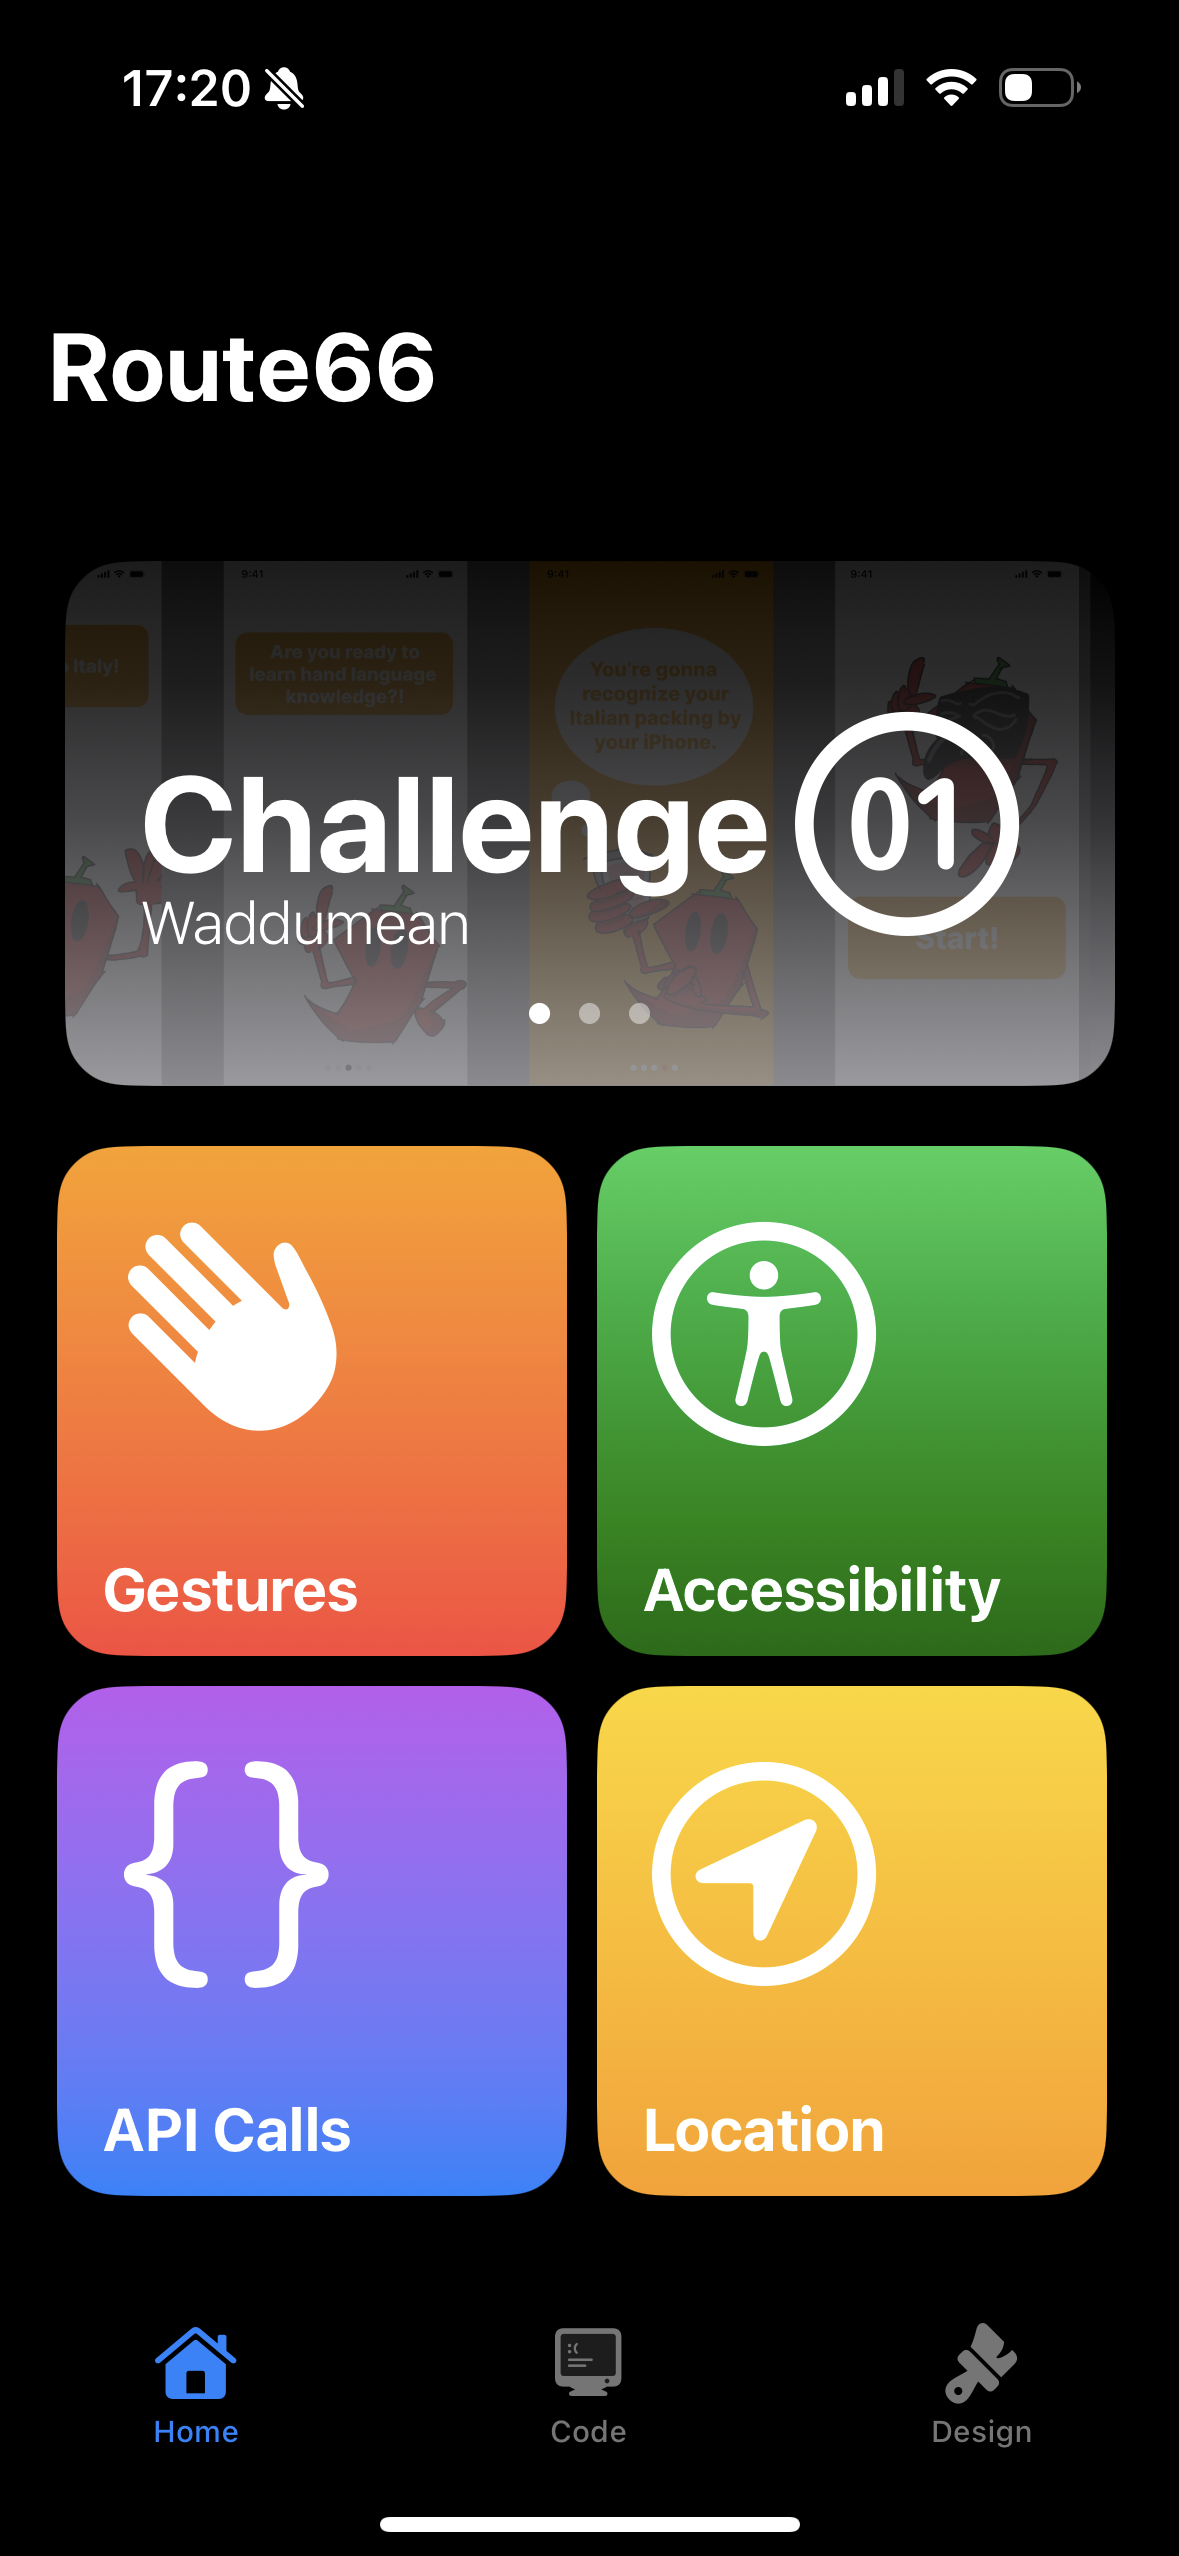 17:20
Route66
9:41
9:41
9:41
Italy!
Are you ready to
learn hand language
knowledge?!
You're gonna
recognize your
Italian packing by
your iPhone.
Challenge 01
Waddumean
Start!
Gestures
Accessibility
{ }
API Calls
Location
Home
Code
Design